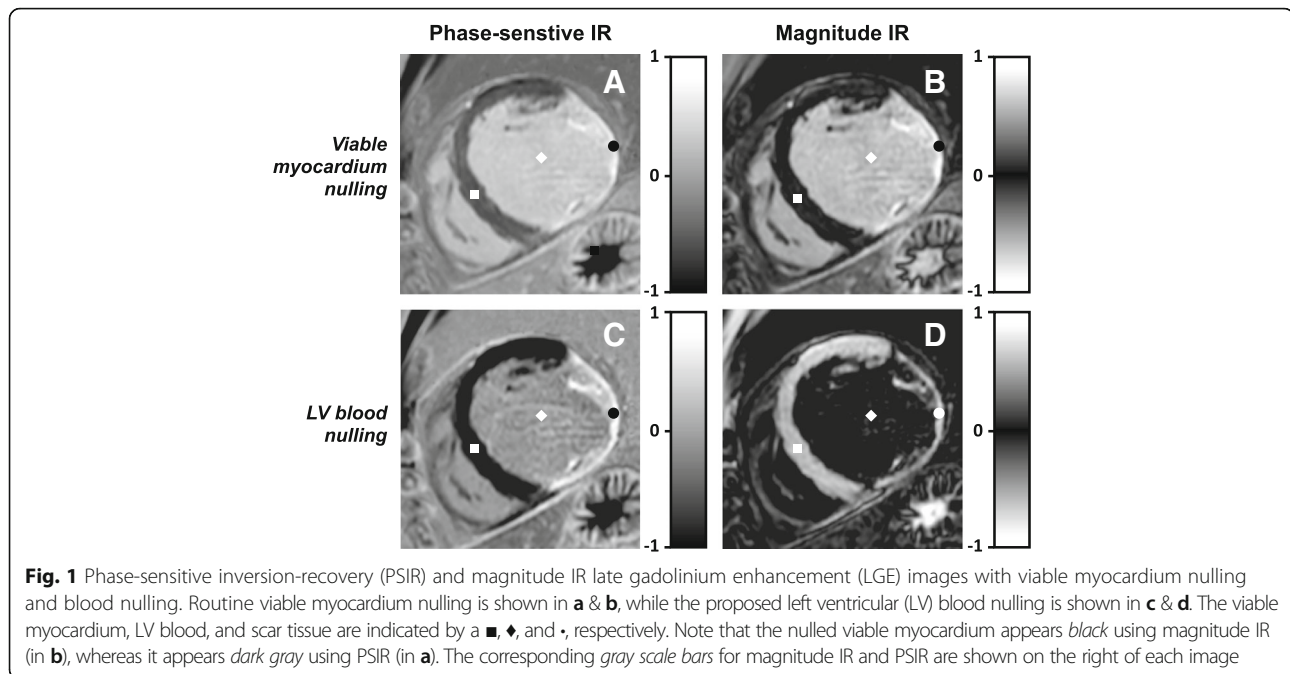 Phase-senstive IR
Magnitude IR
Viable
myocardium
nulling
A
1
0
-1
B
1
0
-1
LV blood
nulling
C
1
0
-1
D
1
0
-1
Fig. 1 Phase-sensitive inversion-recovery (PSIR) and magnitude IR late gadolinium enhancement (LGE) images with viable myocardium nulling
and blood nulling. Routine viable myocardium nulling is shown in a & b, while the proposed left ventricular (LV) blood nulling is shown in c & d. The viable
myocardium, LV blood, and scar tissue are indicated by a ■, ♦, and •, respectively. Note that the nulled viable myocardium appears black using magnitude IR
(in b), whereas it appears dark gray using PSIR (in a). The corresponding gray scale bars for magnitude IR and PSIR are shown on the right of each image